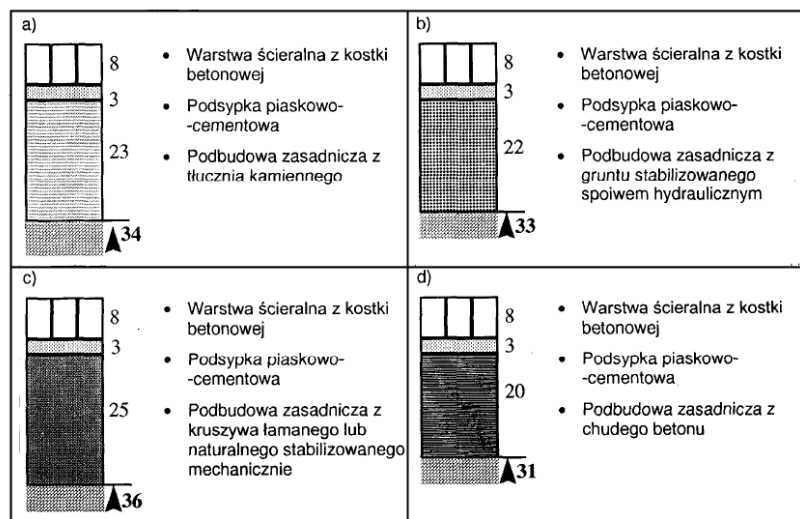 a)
8
3
23
34
• Warstwa ścieralna z kostki
betonowej
• Podsypka piaskowo-
-cementowa
• Podbudowa zasadnicza z
tłucznia kamiennego
b)
8
3
22
33
• Warstwa ścieralna z kostki
betonowej
• Podsypka piaskowo-
-cementowa
• Podbudowa zasadnicza z
gruntu stabilizowanego
spoiwem hydraulicznym
c)
8
3
25
36
• Warstwa ścieralna z kostki
betonowej
• Podsypka piaskowo-
-cementowa
• Podbudowa zasadnicza z
kruszywa łamanego lub
naturalnego stabilizowanego
mechanicznie
d)
8
3
20
31
• Warstwa ścieralna z kostki
betonowej
• Podsypka piaskowo-
-cementowa
• Podbudowa zasadnicza z
chudego betonu